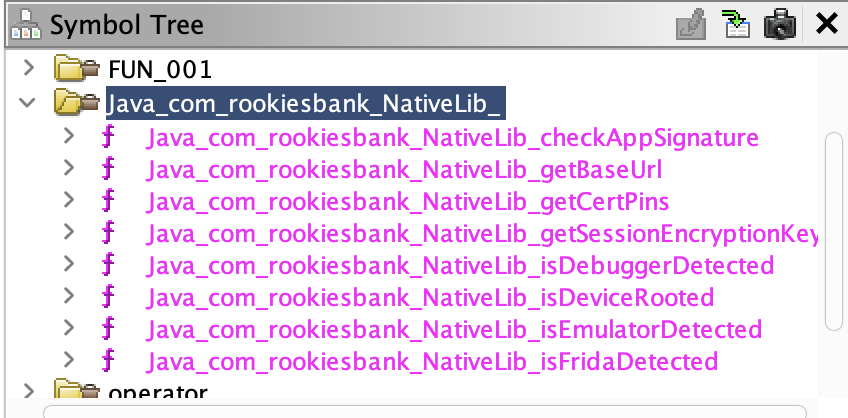 Symbol Tree
FUN_001
Java_com_rookiesbank_NativeLib_
f Java_com_rookiesbank_NativeLib_checkAppSignature
f Java_com_rookiesbank_NativeLib_getBaseUrl
f Java_com_rookiesbank_NativeLib_getCertPins
f Java_com_rookiesbank_NativeLib_getSessionEncryptionKey
f Java_com_rookiesbank_NativeLib_isDebuggerDetected
f Java_com_rookiesbank_NativeLib_isDeviceRooted
f Java_com_rookiesbank_NativeLib_isEmulatorDetected
f Java_com_rookiesbank_NativeLib_isFridaDetected
operator